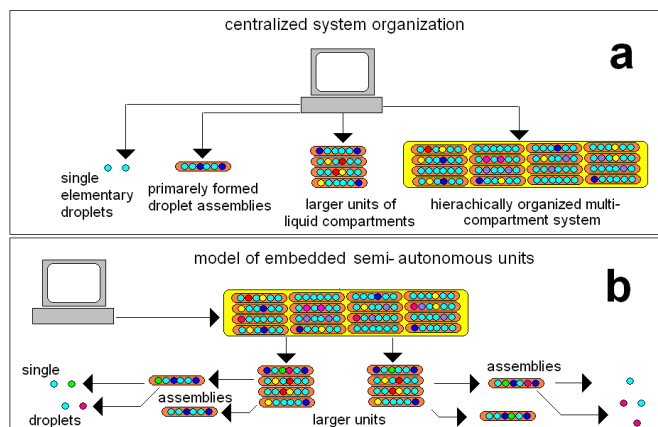 centralized system organization
a
single
elementary
droplets
primarely formed
droplet assemblies
larger units of
liquid compartments
hierachically organized multi-
compartment system
model of embedded semi-autonomous units
b
single
droplets
assemblies
larger units
assemblies